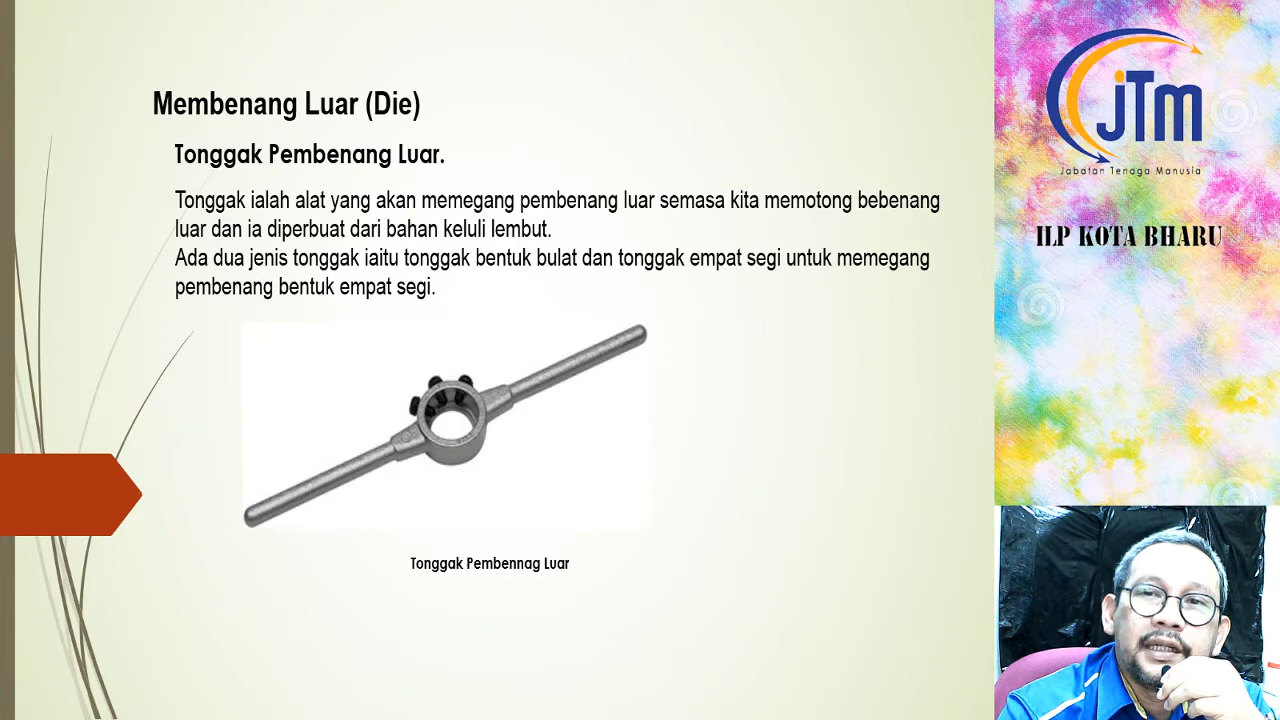 Membenang Luar (Die)
Tonggak Pembenang Luar.
Tonggak ialah alat yang akan memegang pembenang luar semasa kita memotong bebenang
luar dan ia diperbuat dari bahan keluli lembut.
Ada dua jenis tonggak iaitu tonggak bentuk bulat dan tonggak empat segi untuk memegang
pembenang bentuk empat segi.
Tonggak Pembennag Luar
JTM
Jabatan Tenaga Manusia
ILP KOTA BHARU